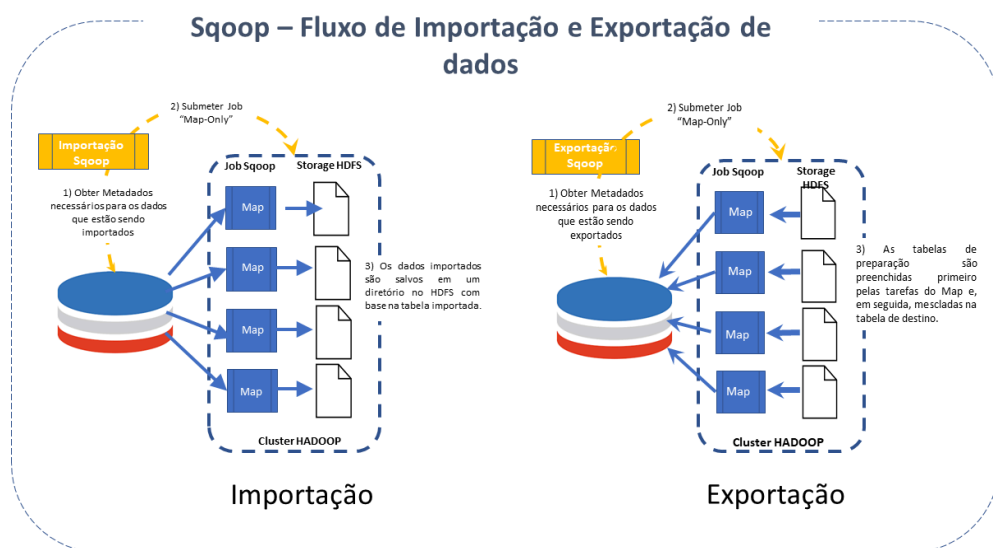 Sqoop – Fluxo de Importação e Exportação de
dados
2) Submeter Job
“Map-Only”
Importação
Sqoop
Job Sqoop
Storage HDFS
1) Obter Metadados
necessários para os dados
que estão sendo
importados
Map
Map
Map
Map
3) Os dados importados
são salvos em um
diretório no HDFS com
base na tabela importada.
Cluster HADOOP
Importação
2) Submeter Job
“Map-Only”
Exportação
Sqoop
Job Sqoop
Storage
HDFS
1) Obter Metadados
necessários para os dados
que estão sendo
exportados
Map
Map
Map
Map
3) As tabelas de
preparação são
preenchidas primeiro
pelas tarefas do Map e,
em seguida, mescladas na
tabela de destino.
Cluster HADOOP
Exportação